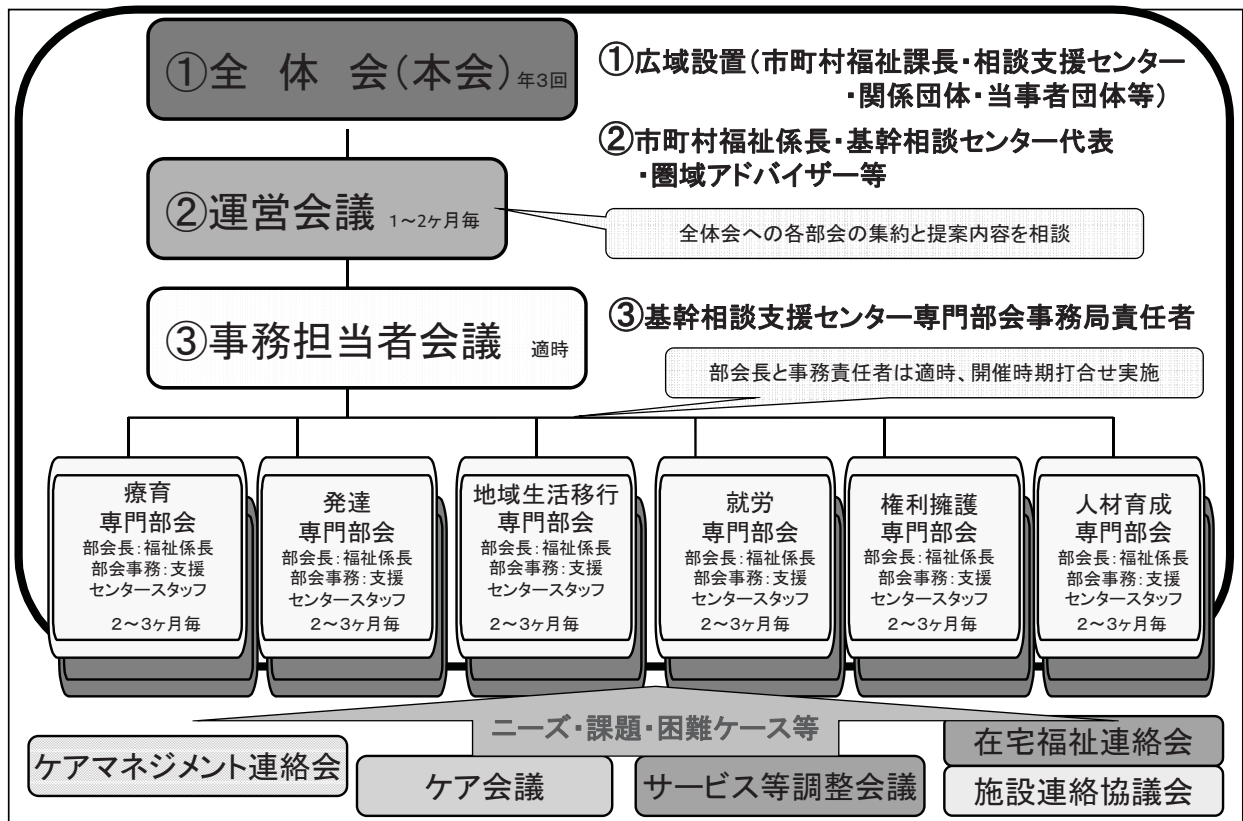 ①全 体 会(本会)年3回
①広域設置(市町村福祉課長・相談支援センター
・関係団体・当事者団体等)
②市町村福祉係長・基幹相談センター代表
・圏域アドバイザー等
②運営会議 1～2ヶ月毎
全体会への各部会の集約と提案内容を相談
③事務担当者会議 適時
③基幹相談支援センター専門部会事務局責任者
部会長と事務責任者は適時、開催時期打合せ実施
療育
専門部会
部会長:福祉係長
部会事務:支援
センタースタッフ
2～3ヶ月毎
発達
専門部会
部会長:福祉係長
部会事務:支援
センタースタッフ
2～3ヶ月毎
地域生活移行
専門部会
部会長:福祉係長
部会事務:支援
センタースタッフ
2～3ヶ月毎
就労
専門部会
部会長:福祉係長
部会事務:支援
センタースタッフ
2～3ヶ月毎
権利擁護
専門部会
部会長:福祉係長
部会事務:支援
センタースタッフ
2～3ヶ月毎
人材育成
専門部会
部会長:福祉係長
部会事務:支援
センタースタッフ
2～3ヶ月毎
ニーズ・課題・困難ケース等
ケアマネジメント連絡会
ケア会議
サービス等調整会議
在宅福祉連絡会
施設連絡協議会